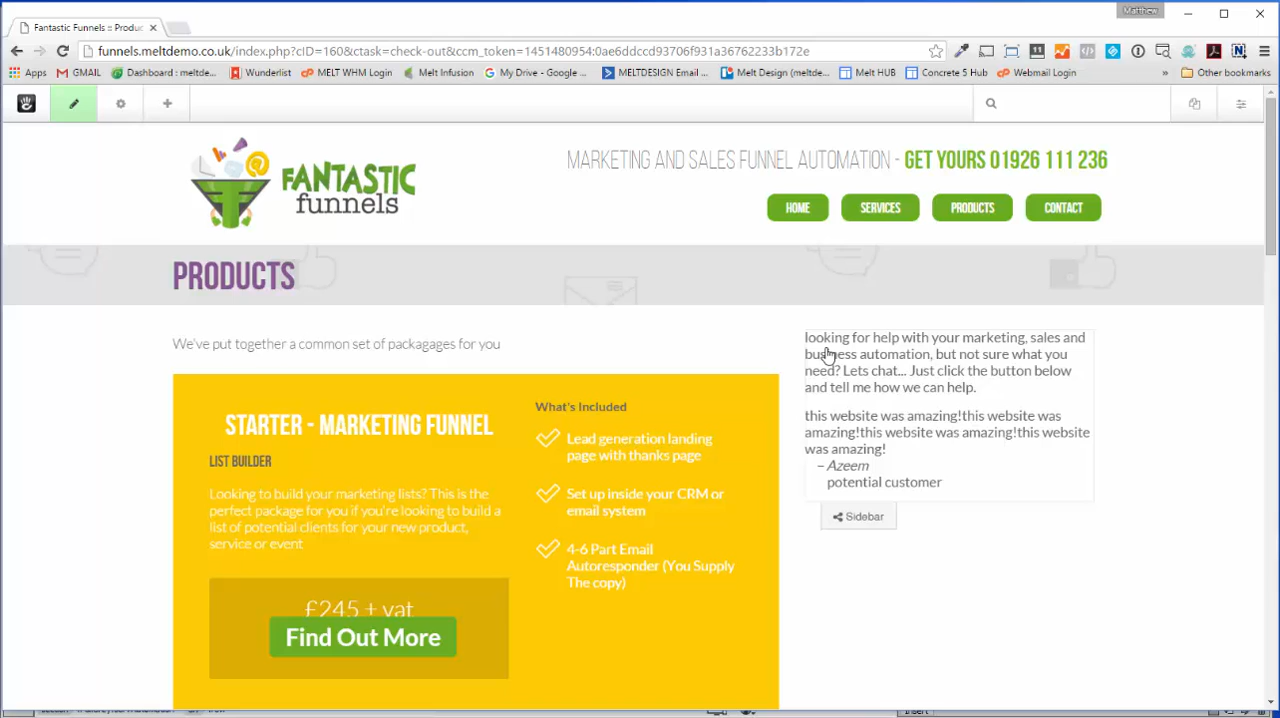 Matthew
Fantastic Funnels :: Produc
funnels.meltdemo.co.uk/index.php?cID=160&ctask=check-out&ccm_token=1451480954:0ae6ddccd93706f931a36762233b172e
Apps
GMAIL
Dashboard : meltde...
Wunderlist
MELT WHM Login
Melt Infusion
My Drive - Google ...
MELTDESIGN Email ...
Melt Design (meltde...
Melt HUB
Concrete 5 Hub
Webmail Login
»
Other bookmarks
FANTASTIC
funnels
MARKETING AND SALES FUNNEL AUTOMATION - GET YOURS 01926 111 236
HOME
SERVICES
PRODUCTS
CONTACT
PRODUCTS
We've put together a common set of packagages for you
STARTER - MARKETING FUNNEL
LIST BUILDER
Looking to build your marketing lists? This is the
perfect package for you if you're looking to build a
list of potential clients for your new product,
service or event
£245 + vat
Find Out More
What's Included
Lead generation landing
page with thanks page
Set up inside your CRM or
email system
4-6 Part Email
Autoresponder (You Supply
The copy)
looking for help with your marketing, sales and
business automation, but not sure what you
need? Lets chat... Just click the button below
and tell me how we can help.
this website was amazing!this website was
amazing!this website was amazing!this website
was amazing!
– Azeem
potential customer
Sidebar